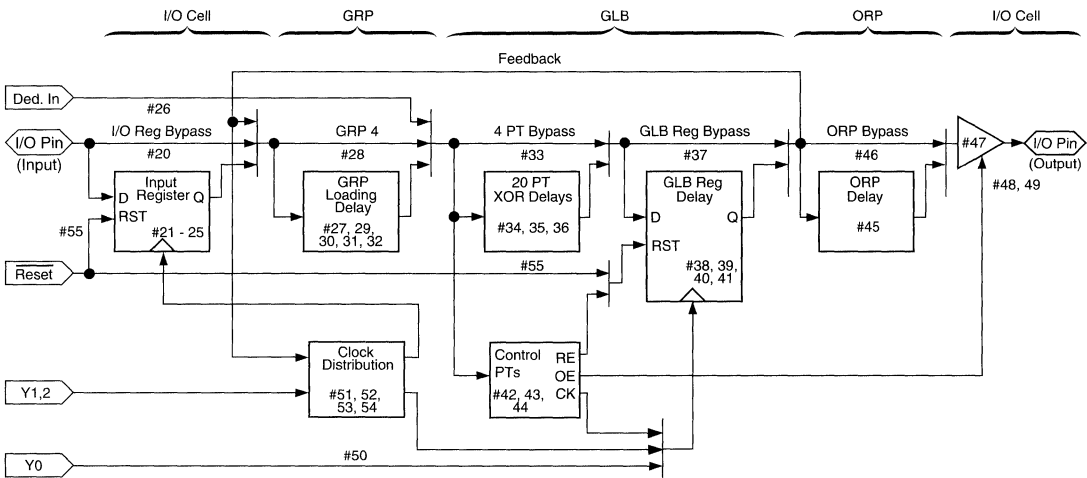 I/O Cell
GRP
GLB
ORP
I/O Cell
Feedback
Ded. In
#26
I/O Reg Bypass
GRP 4
4 PT Bypass
GLB Reg Bypass
ORP Bypass
#47
I/O Pin
(Input)
#20
#28
#33
#37
#46
I/O Pin
(Output)
#48, 49
Input
Register
D
Q
RST
#21 - 25
GRP
Loading
Delay
#27, 29,
30, 31, 32
20 PT
XOR Delays
#34, 35, 36
GLB Reg
Delay
D
Q
RST
#38, 39,
40, 41
ORP
Delay
#45
#55
Reset
#55
Clock
Distribution
#51, 52,
53, 54
Control
PTs
RE
OE
CK
#42, 43,
44
Y1,2
Y0
#50